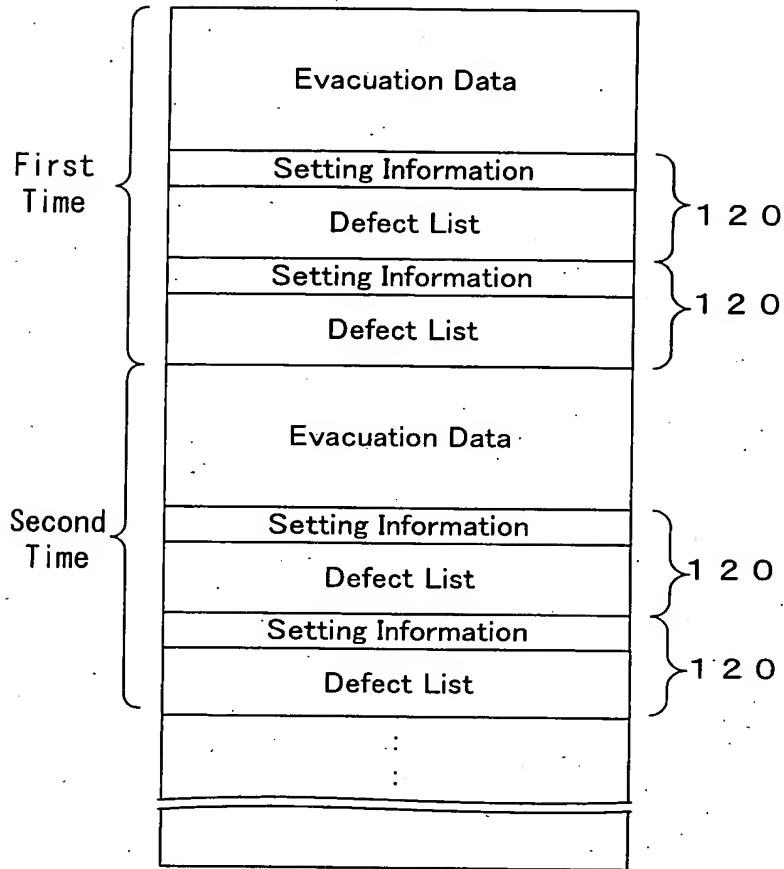 Evacuation Data
First
Time
Setting Information
Defect List
120
Setting Information
Defect List
120
Evacuation Data
Second
Time
Setting Information
Defect List
120
Setting Information
Defect List
120